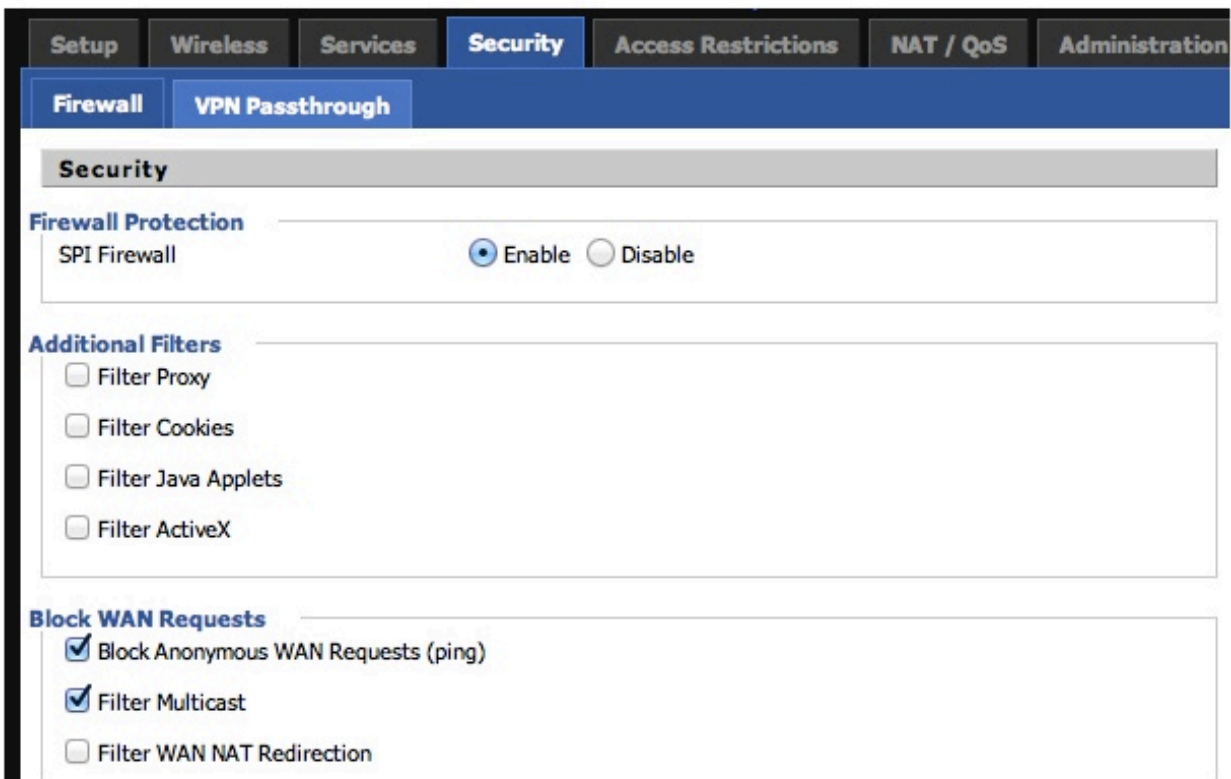 Setup Wireless Services Security Access Restrictions NAT / QoS Administration
Firewall VPN Passthrough
Security
Firewall Protection
SPI Firewall Enable Disable
Additional Filters
Filter Proxy
Filter Cookies
Filter Java Applets
Filter ActiveX
Block WAN Requests
Block Anonymous WAN Requests (ping)
Filter Multicast
Filter WAN NAT Redirection